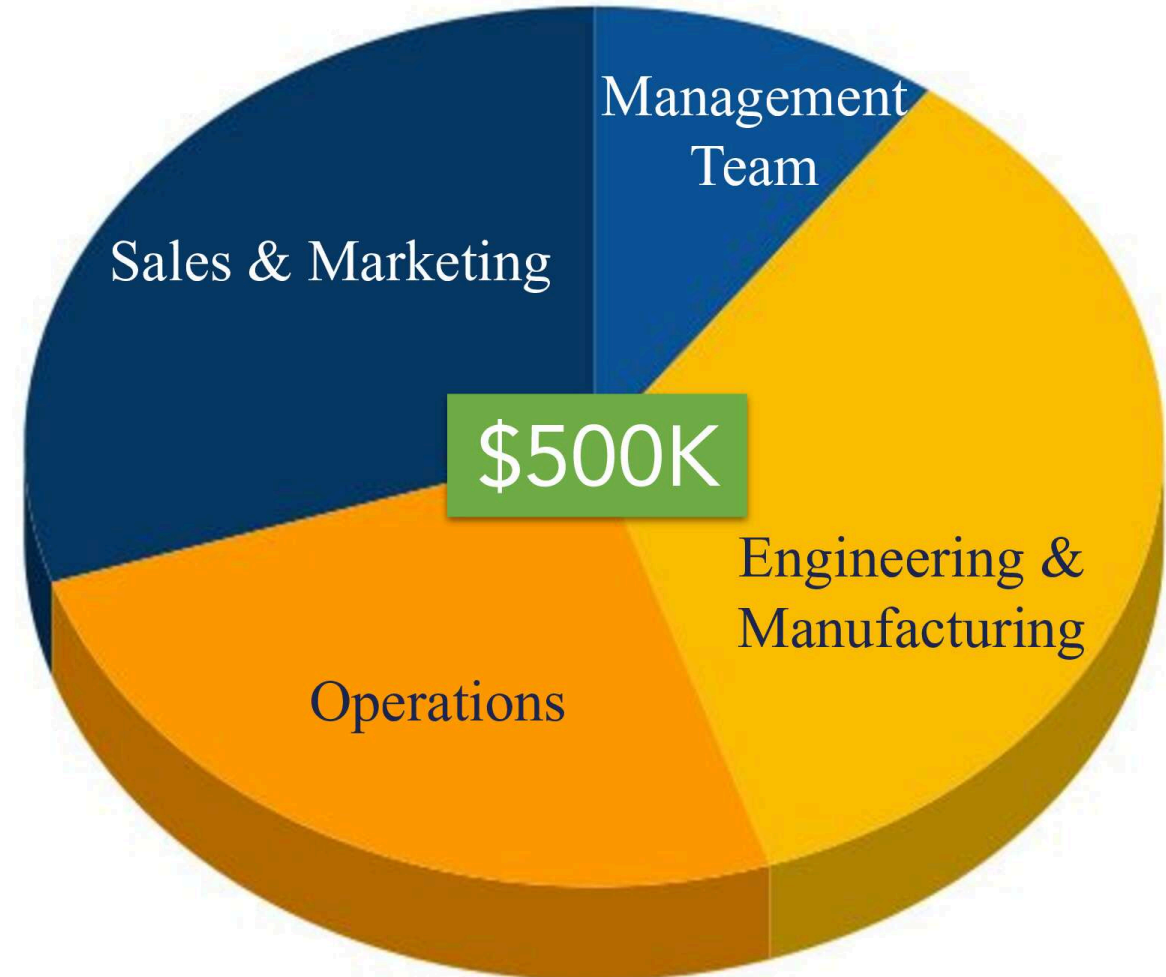 Management
Team
Sales & Marketing
$500K
Engineering &
Manufacturing
Operations